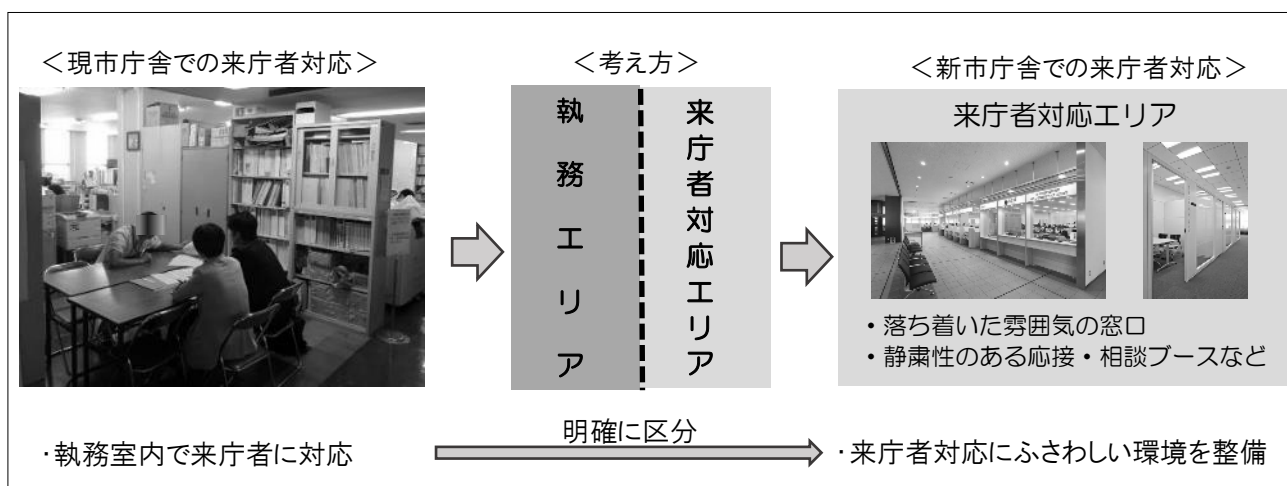 ＜現市庁舎での来庁者対応＞
＜考え方＞
＜新市庁舎での来庁者対応＞
執務エリア
来庁者対応エリア
来庁者対応エリア
・落ち着いた雰囲気の窓口
・静粛性のある応接・相談ブースなど
・執務室内で来庁者に対応
明確に区分
・来庁者対応にふさわしい環境を整備